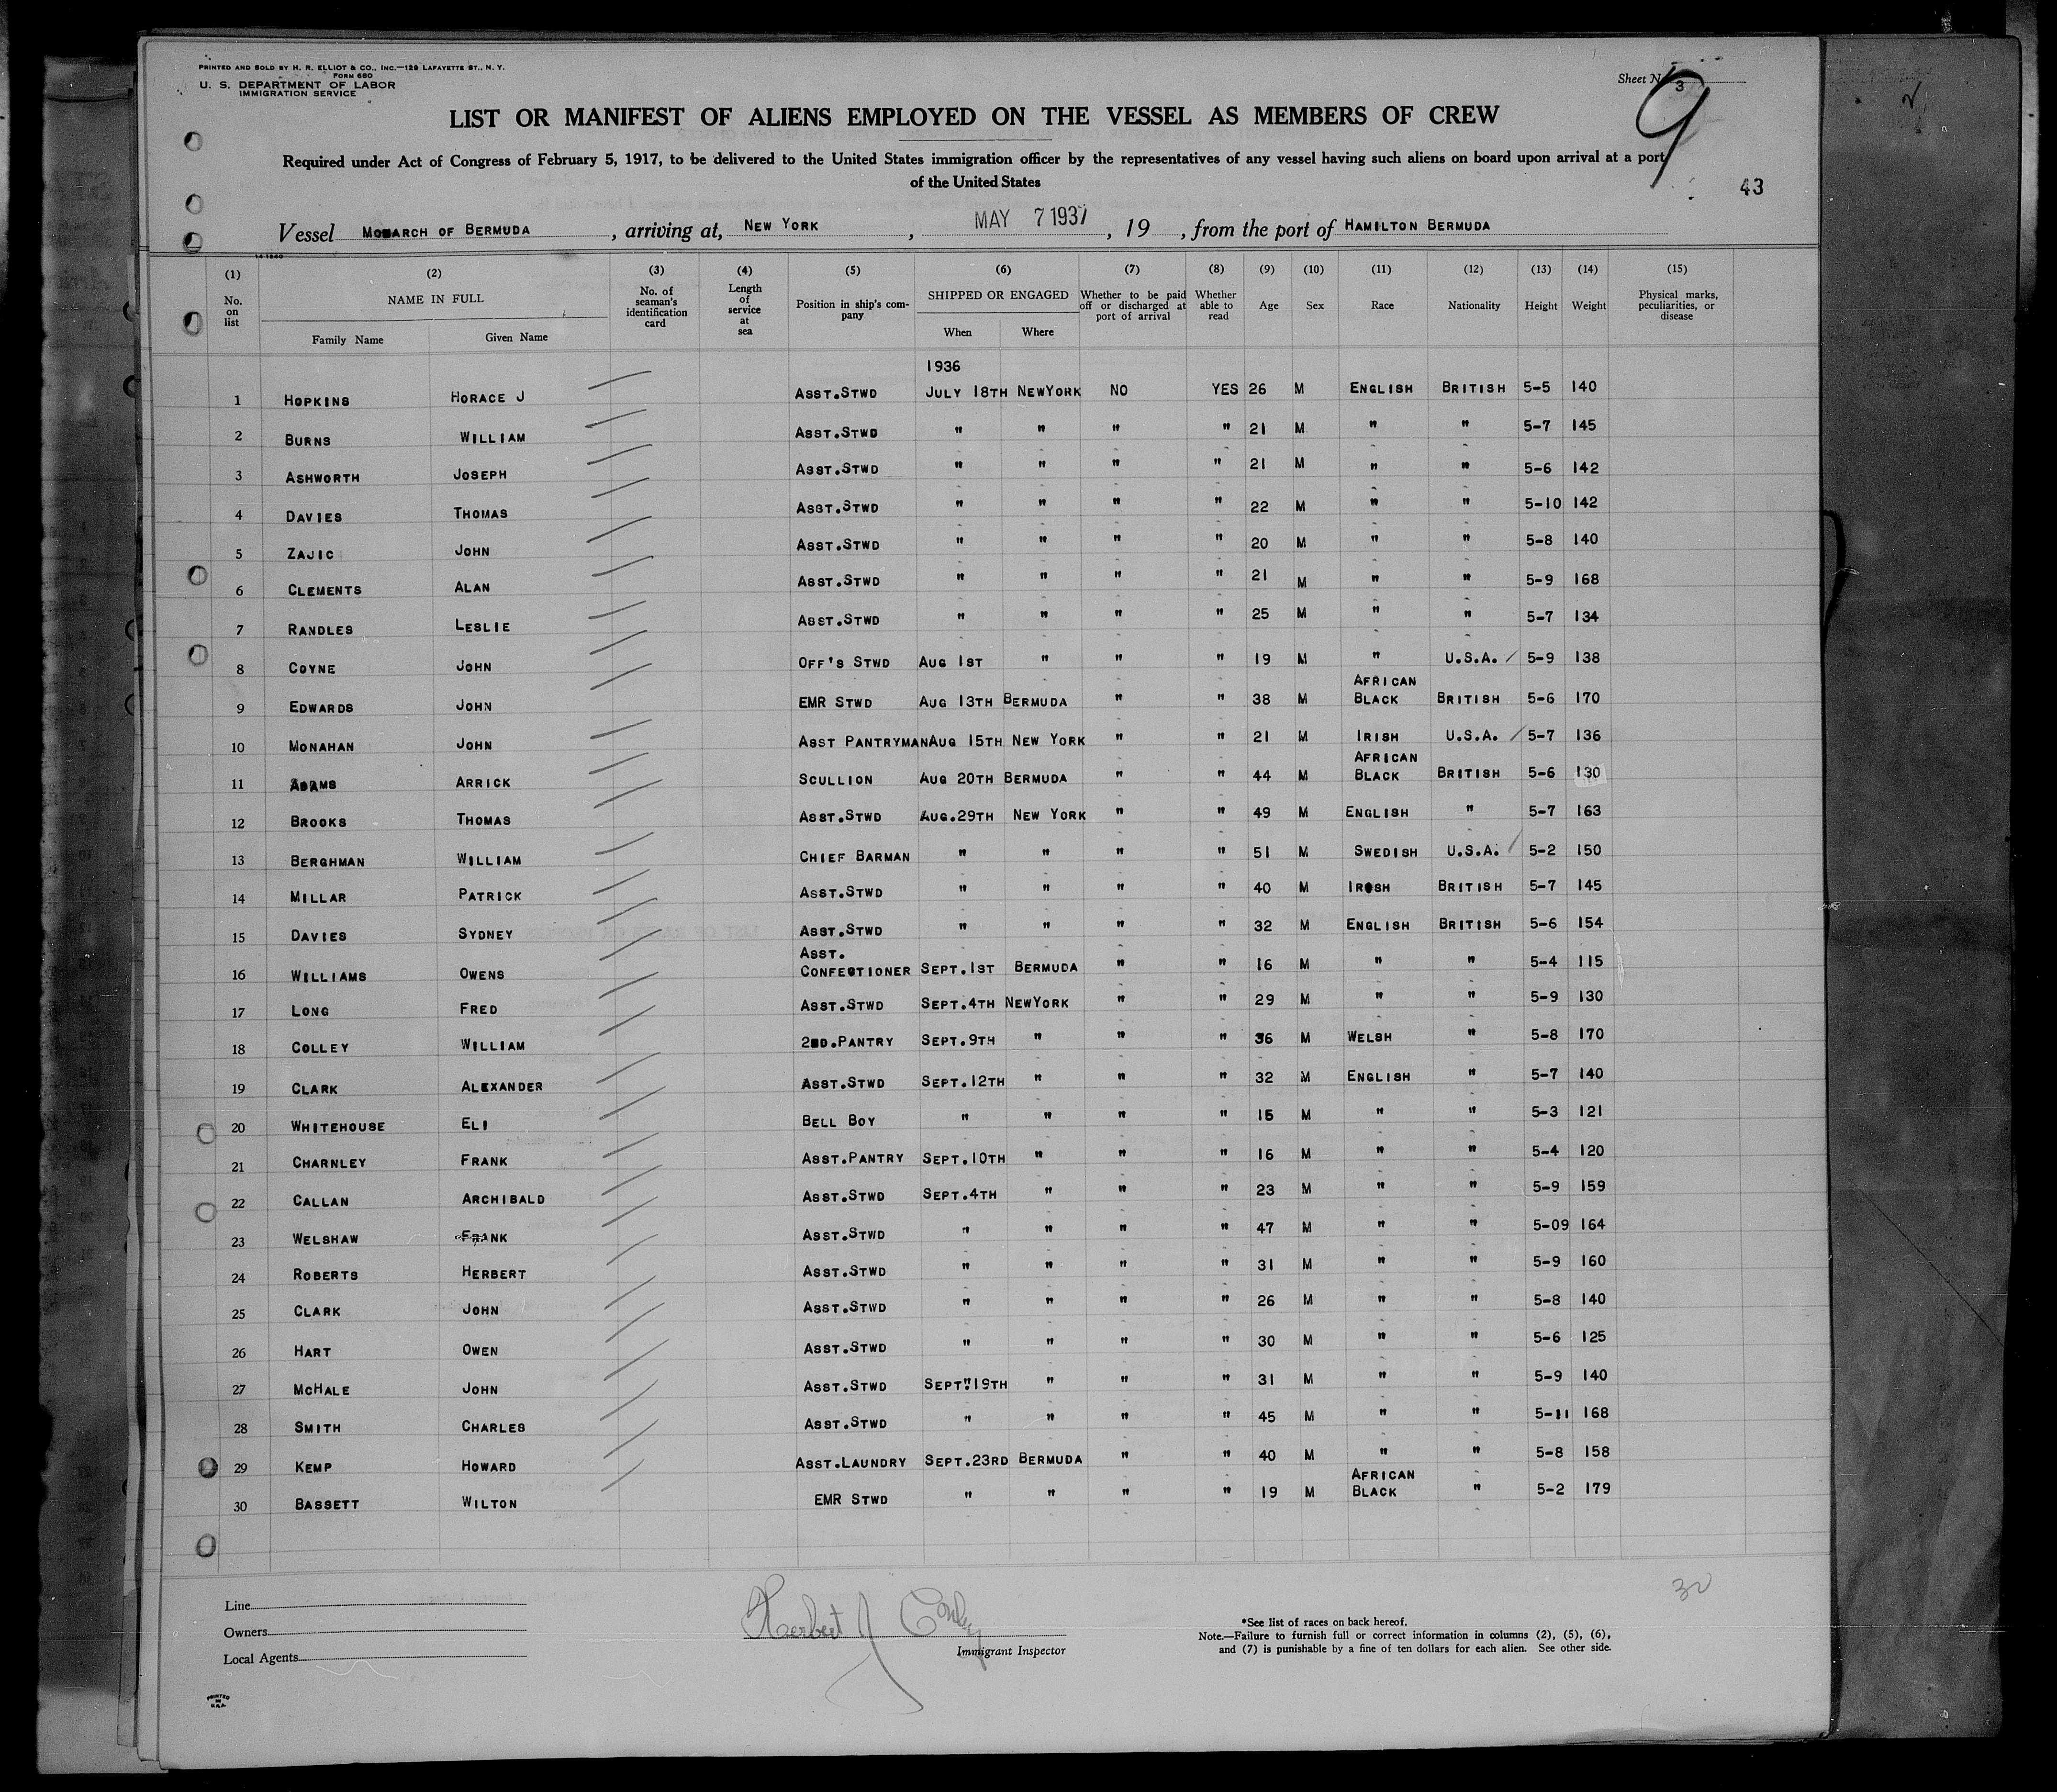 PRINTED AND SOLD BY H. R. ELLIOT & CO., INC.—129 LAFAYETTE ST., N. Y.
FORM 680
U. S. DEPARTMENT OF LABOR
IMMIGRATION SERVICE
Sheet N 3
9
LIST OR MANIFEST OF ALIENS EMPLOYED ON THE VESSEL AS MEMBERS OF CREW
Required under Act of Congress of February 5, 1917, to be delivered to the United States immigration officer by the representatives of any vessel having such aliens on board upon arrival at a port
of the United States
43
Vessel MONARCH OF BERMUDA, arriving at, NEW YORK, MAY 7 1937, 19 , from the port of HAMILTON BERMUDA
14-1240
(1) (2) (3) (4) (5) (6) (7) (8) (9) (10) (11) (12) (13) (14) (15)
No. on list NAME IN FULL Family Name Given Name No. of seaman's identification card Length of service at sea Position in ship's company SHIPPED OR ENGAGED When Where Whether to be paid off or discharged at port of arrival Whether able to read Age Sex Race Nationality Height Weight Physical marks, peculiarities, or disease
1936
1 HOPKINS HORACE J ASST.STWD JULY 18TH NEWYORK NO YES 26 M ENGLISH BRITISH 5-5 140
2 BURNS WILLIAM ASST.STWD " " " " 21 M " " 5-7 145
3 ASHWORTH JOSEPH ASST.STWD " " " " 21 M " " 5-6 142
4 DAVIES THOMAS ASST.STWD " " " " 22 M " " 5-10 142
5 ZAJIC JOHN ASST.STWD " " " " 20 M " " 5-8 140
6 CLEMENTS ALAN ASST.STWD " " " " 21 M " " 5-9 168
7 RANDLES LESLIE ASST.STWD " " " " 25 M " " 5-7 134
8 COYNE JOHN OFF'S STWD AUG 1ST " " " 19 M " U.S.A. 5-9 138
9 EDWARDS JOHN EMR STWD AUG 13TH BERMUDA " " 38 M AFRICAN BLACK BRITISH 5-6 170
10 MONAHAN JOHN ASST PANTRYMAN AUG 15TH NEW YORK " " 21 M IRISH U.S.A. 5-7 136
11 ADAMS ARRICK SCULLION AUG 20TH BERMUDA " " 44 M AFRICAN BLACK BRITISH 5-6 130
12 BROOKS THOMAS ASST.STWD AUG.29TH NEW YORK " " 49 M ENGLISH " 5-7 163
13 BERGHMAN WILLIAM CHIEF BARMAN " " " " 51 M SWEDISH U.S.A. 5-2 150
14 MILLAR PATRICK ASST.STWD " " " " 40 M IRISH BRITISH 5-7 145
15 DAVIES SYDNEY ASST.STWD " " " " 32 M ENGLISH BRITISH 5-6 154
16 WILLIAMS OWENS ASST. CONFECTIONER SEPT.1ST BERMUDA " " 16 M " " 5-4 115
17 LONG FRED ASST.STWD SEPT.4TH NEWYORK " " 29 M " " 5-9 130
18 COLLEY WILLIAM 2ND.PANTRY SEPT.9TH " " " 36 M WELSH " 5-8 170
19 CLARK ALEXANDER ASST.STWD SEPT.12TH " " " 32 M ENGLISH " 5-7 140
20 WHITEHOUSE ELI BELL BOY " " " " 15 M " " 5-3 121
21 CHARNLEY FRANK ASST.PANTRY SEPT.10TH " " " 16 M " " 5-4 120
22 CALLAN ARCHIBALD ASST.STWD SEPT.4TH " " " 23 M " " 5-9 159
23 WELSHAW FRANK ASST.STWD " " " " 47 M " " 5-09 164
24 ROBERTS HERBERT ASST.STWD " " " " 31 M " " 5-9 160
25 CLARK JOHN ASST.STWD " " " " 26 M " " 5-8 140
26 HART OWEN ASST.STWD " " " " 30 M " " 5-6 125
27 MCHALE JOHN ASST.STWD SEPT.19TH " " " 31 M " " 5-9 140
28 SMITH CHARLES ASST.STWD " " " " 45 M " " 5-11 168
29 KEMP HOWARD ASST.LAUNDRY SEPT.23RD BERMUDA " " 40 M " " 5-8 158
30 BASSETT WILTON EMR STWD " " " " 19 M AFRICAN BLACK " 5-2 179
30
Line
Owners
Local Agents
Herbert J
Immigrant Inspector
*See list of races on back hereof.
Note.—Failure to furnish full or correct information in columns (2), (5), (6),
and (7) is punishable by a fine of ten dollars for each alien. See other side.
PRINTED
IN
U.S.A.